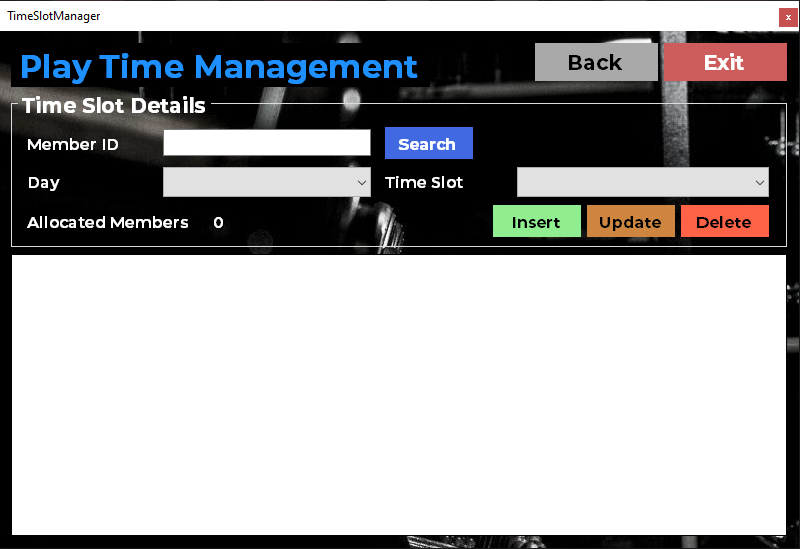 TimeSlotManager
x
Play Time Management
Back
Exit
Time Slot Details
Member ID
Search
Day
Time Slot
Allocated Members 0
Insert
Update
Delete